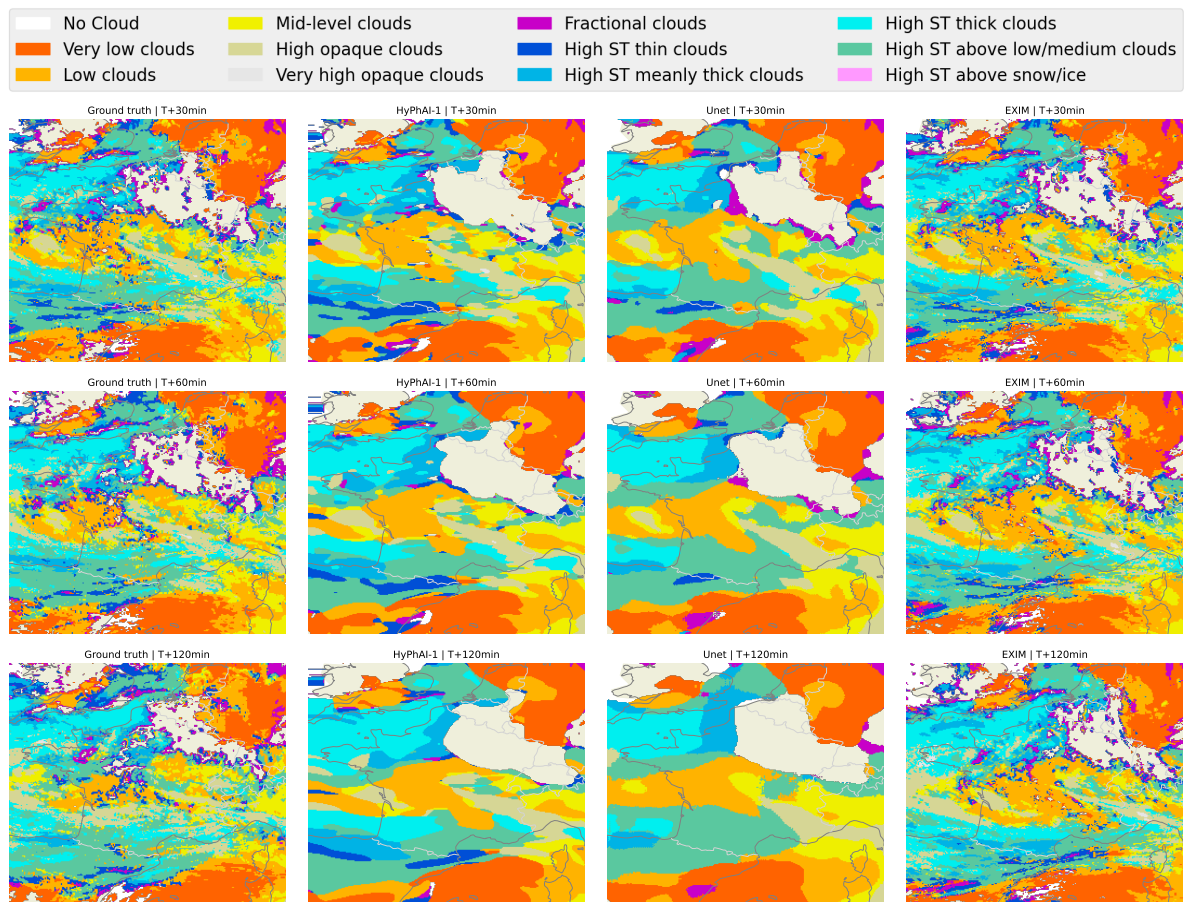 No Cloud
Very low clouds
Low clouds
Mid-level clouds
High opaque clouds
Very high opaque clouds
Fractional clouds
High ST thin clouds
High ST meanly thick clouds
High ST thick clouds
High ST above low/medium clouds
High ST above snow/ice
Ground truth | T+30min
HyPhAI-1 | T+30min
Unet | T+30min
EXIM | T+30min
Ground truth | T+60min
HyPhAI-1 | T+60min
Unet | T+60min
EXIM | T+60min
Ground truth | T+120min
HyPhAI-1 | T+120min
Unet | T+120min
EXIM | T+120min